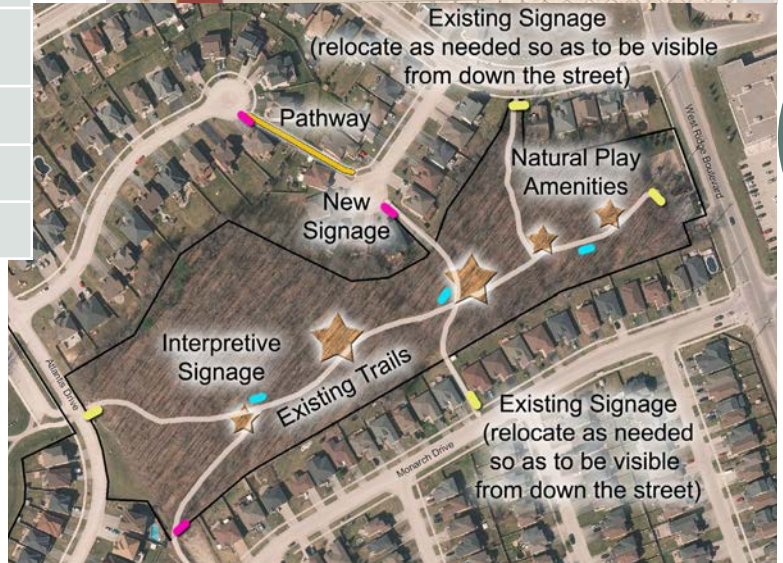 Existing Signage
(relocate as needed so as to be visible
from down the street)
Pathway
West Ridge Boulevard
Natural Play
Amenities
New
Signage
Interpretive
Signage
Existing Trails
Atlantis Drive
Existing Signage
(relocate as needed
so as to be visible
from down the street)
Monarch Drive